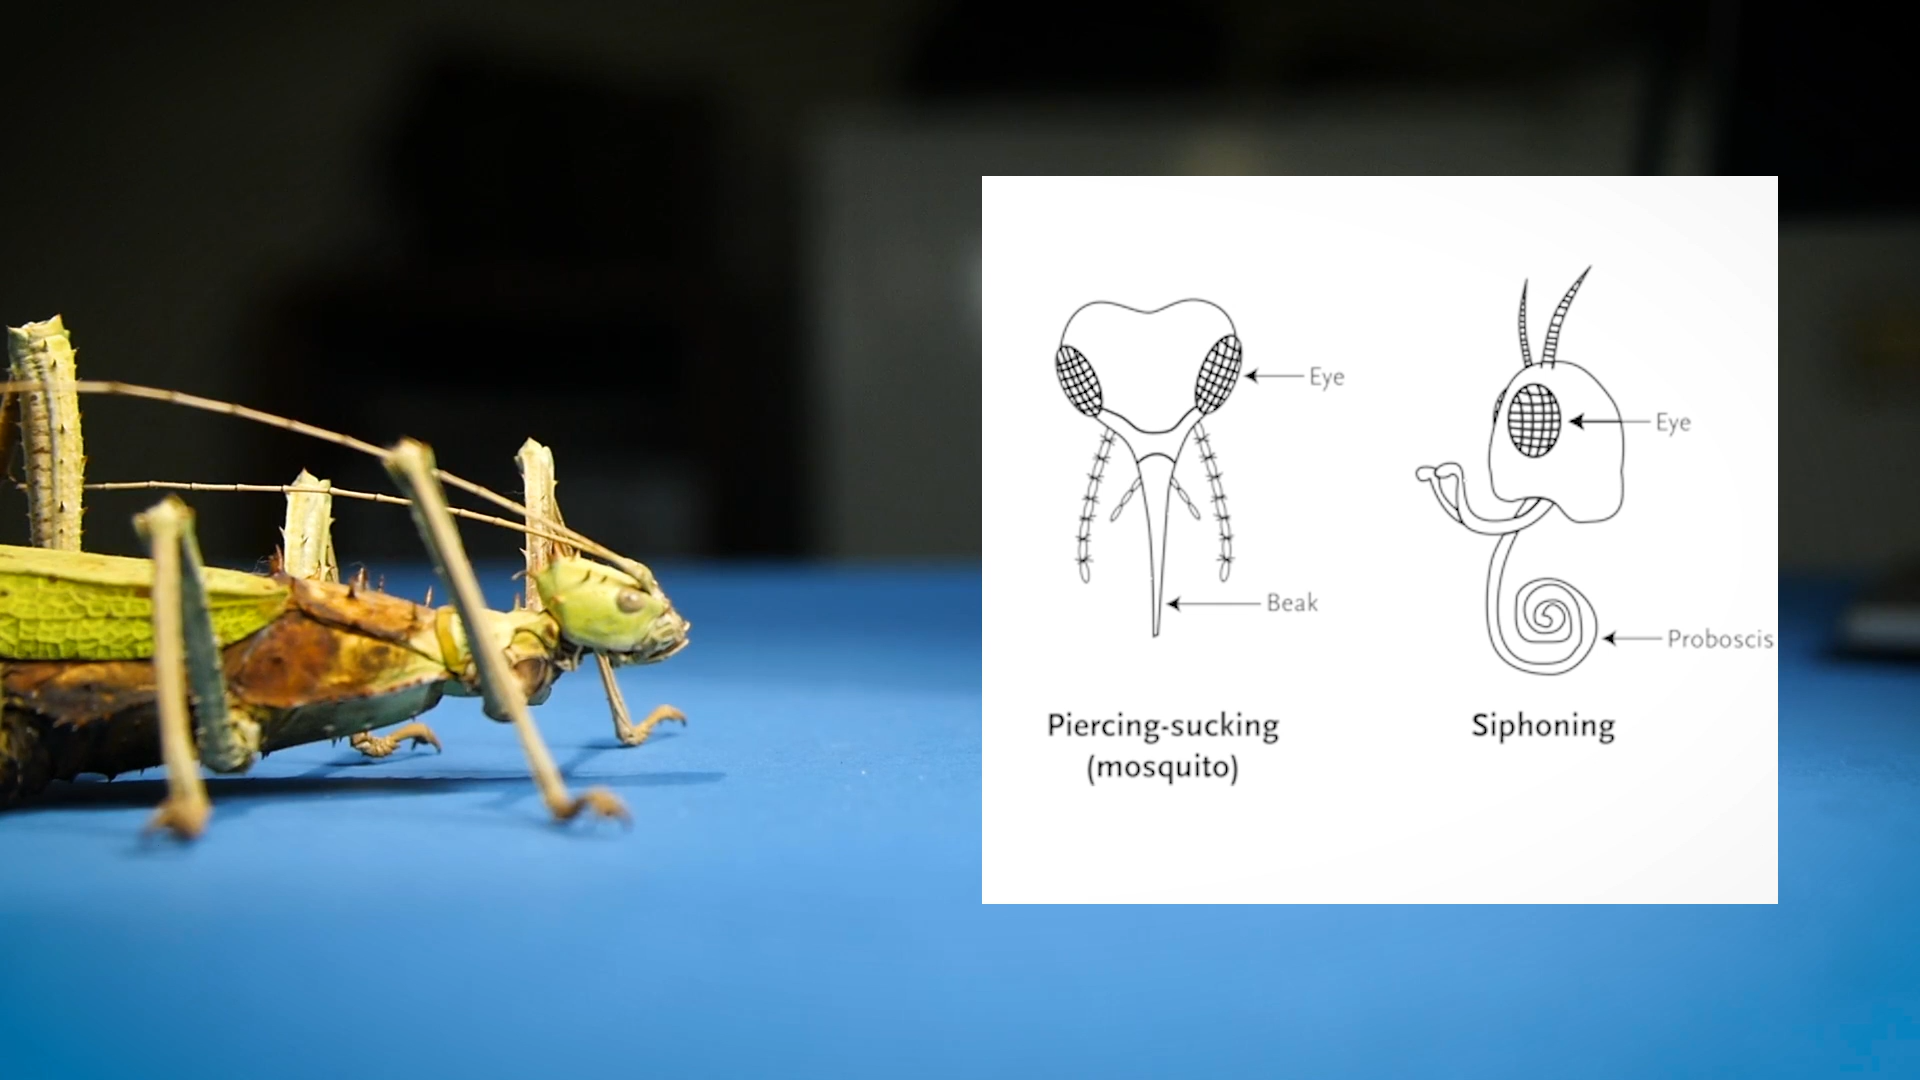 Eye
Beak
Piercing-sucking
(mosquito)
Eye
Proboscis
Siphoning